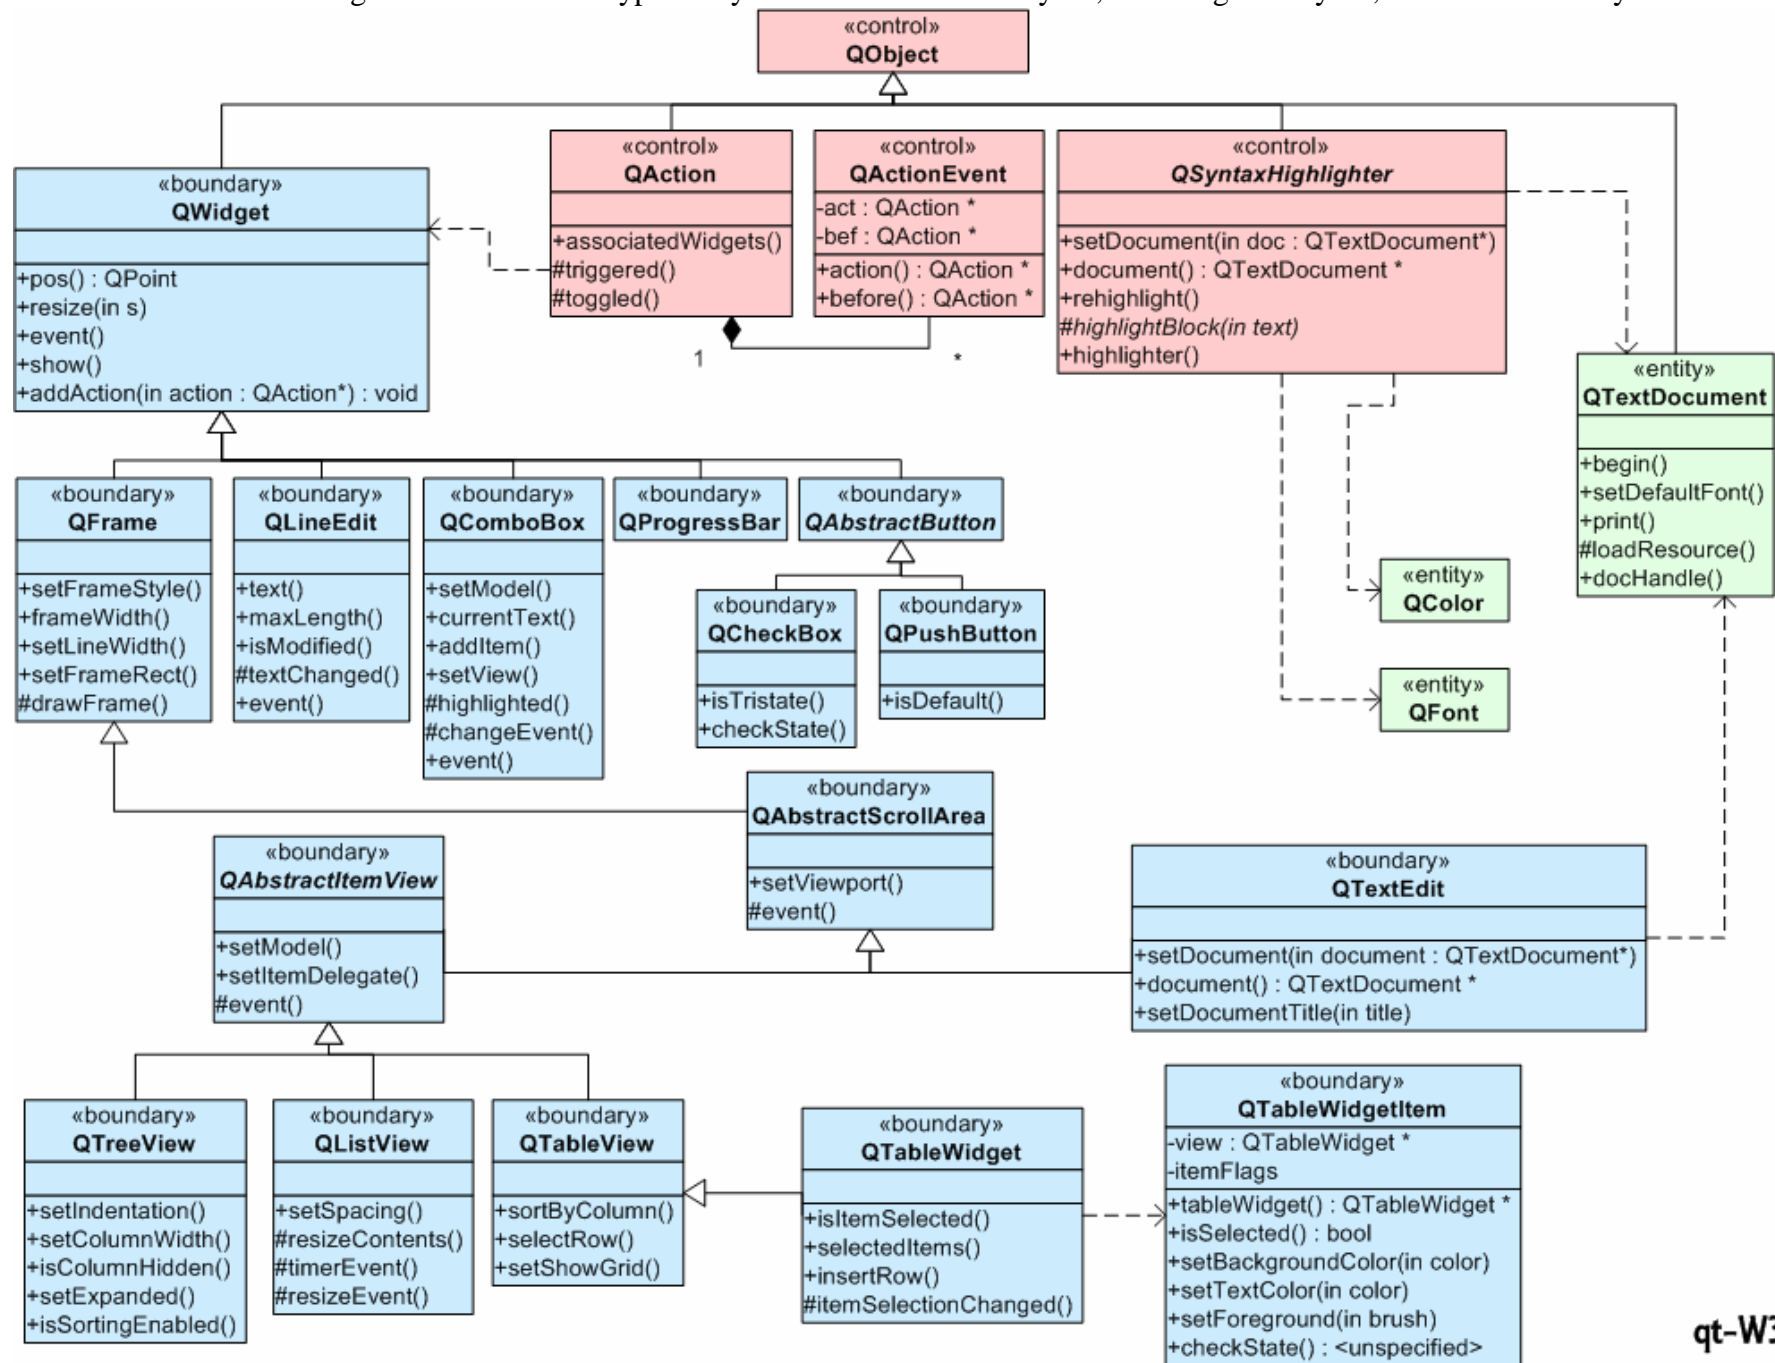 «control»
QObject
«boundary»
QWidget
+pos() : QPoint
+resize(in s)
+event()
+show()
+addAction(in action : QAction*) : void
«control»
QAction
+associatedWidgets()
#triggered()
#toggled()
1
*
«control»
QActionEvent
-act : QAction *
-bef : QAction *
+action() : QAction *
+before() : QAction *
«control»
QSyntaxHighlighter
+setDocument(in doc : QTextDocument*)
+document() : QTextDocument *
+rehighlight()
#highlightBlock(in text)
+highlighter()
«entity»
QTextDocument
+begin()
+setDefaultFont()
+print()
#loadResource()
+docHandle()
«boundary»
QFrame
+setFrameStyle()
+frameWidth()
+setLineWidth()
+setFrameRect()
#drawFrame()
«boundary»
QLineEdit
+text()
+maxLength()
+isModified()
#textChanged()
+event()
«boundary»
QComboBox
+setModel()
+currentText()
+addItem()
+setView()
#highlighted()
#changeEvent()
+event()
«boundary»
QProgressBar
«boundary»
QAbstractButton
«boundary»
QCheckBox
+isTristate()
+checkState()
«boundary»
QPushButton
+isDefault()
«entity»
QColor
«entity»
QFont
«boundary»
QAbstractScrollArea
+setViewport()
#event()
«boundary»
QAbstractItemView
+setModel()
+setItemDelegate()
#event()
«boundary»
QTextEdit
+setDocument(in document : QTextDocument*)
+document() : QTextDocument *
+setDocumentTitle(in title)
«boundary»
QTreeView
+setIndentation()
+setColumnWidth()
+isColumnHidden()
+setExpanded()
+isSortingEnabled()
«boundary»
QListView
+setSpacing()
#resizeContents()
#timerEvent()
#resizeEvent()
«boundary»
QTableView
+sortByColumn()
+selectRow()
+setShowGrid()
«boundary»
QTableWidget
+isItemSelected()
+selectedItems()
+insertRow()
#itemSelectionChanged()
«boundary»
QTableWidgetItem
-view : QTableWidget *
-itemFlags
+tableWidget() : QTableWidget *
+isSelected() : bool
+setBackgroundColor(in color)
+setTextColor(in color)
+setForeground(in brush)
+checkState() : <unspecified>
qt-W3